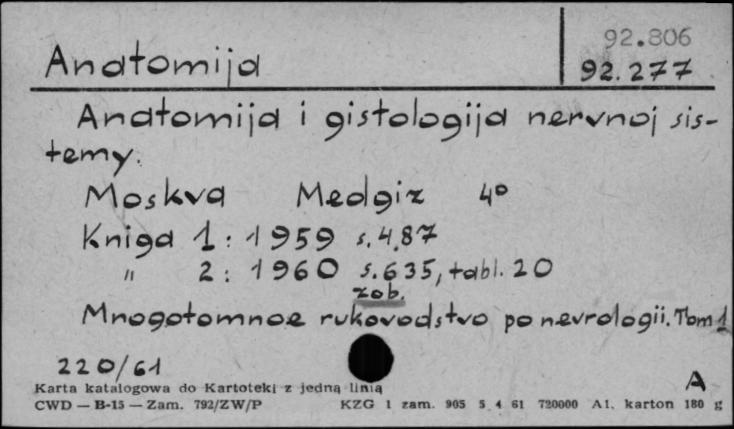 92.806
Anatomija 92.277
Anatomija i gistologija nervnoj sis-
temy.
Moskva Medgiz 4°
Kniga 1: 1959 s.487
" 2: 1960 s.635, tabl. 20
zob.
Mnogotomnoe rukovodstvo po nevrologii. Tom 1
220/61
A
Karta katalogowa do Kartoteki z jedną linią
CWD — B-15 — Zam. 792/ZW/P KZG 1 zam. 905 5 4 61 720000 A1. karton 180 g